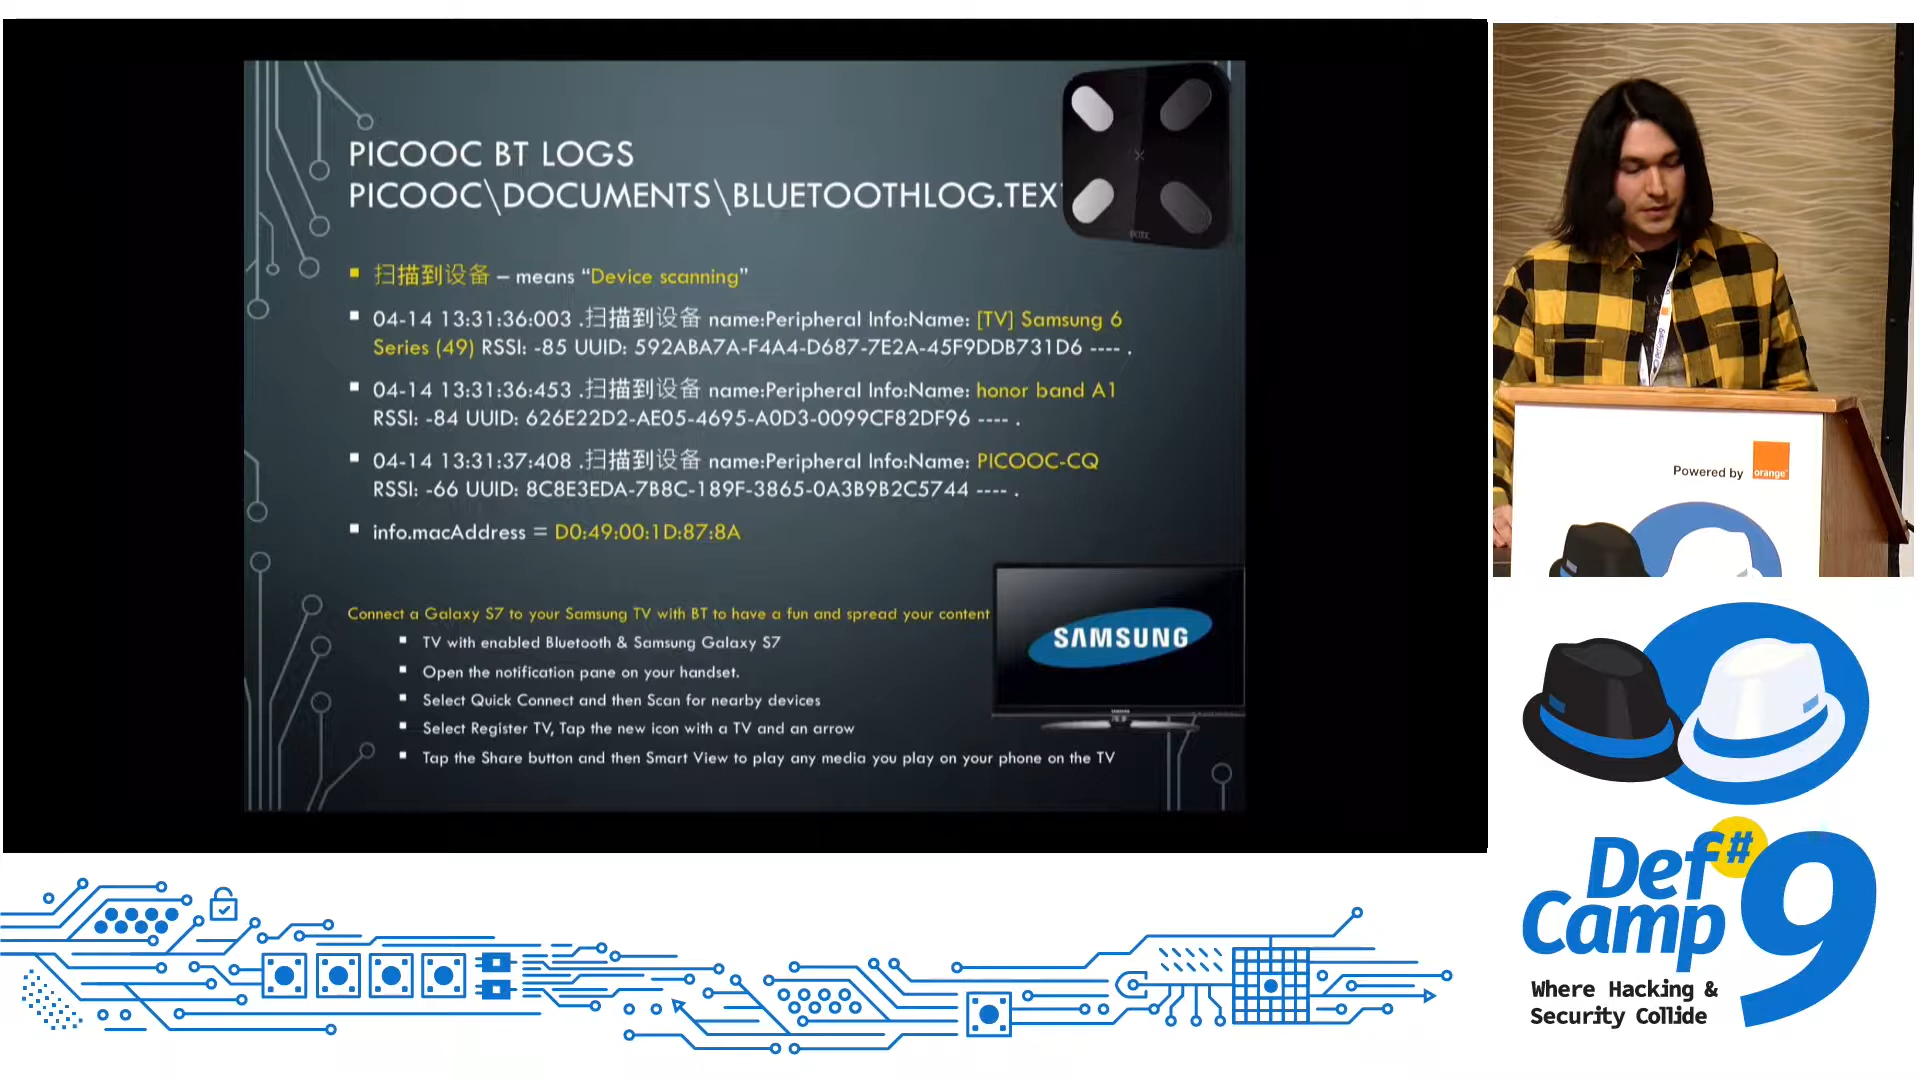 PICOOC BT LOGS
PICOOC\DOCUMENTS\BLUETOOTHLOG.TEX
扫描到设备 – means “Device scanning”
04-14 13:31:36:003 .扫描到设备 name:Peripheral Info:Name: [TV] Samsung 6
Series (49) RSSI: -85 UUID: 592ABA7A-F4A4-D687-7E2A-45F9DDB731D6 ---- .
04-14 13:31:36:453 .扫描到设备 name:Peripheral Info:Name: honor band A1
RSSI: -84 UUID: 626E22D2-AE05-4695-A0D3-0099CF82DF96 ---- .
04-14 13:31:37:408 .扫描到设备 name:Peripheral Info:Name: PICOOC-CQ
RSSI: -66 UUID: 8C8E3EDA-7B8C-189F-3865-0A3B9B2C5744 ---- .
info.macAddress = D0:49:00:1D:87:8A
Connect a Galaxy S7 to your Samsung TV with BT to have a fun and spread your content
TV with enabled Bluetooth & Samsung Galaxy S7
Open the notification pane on your handset.
Select Quick Connect and then Scan for nearby devices
Select Register TV, Tap the new icon with a TV and an arrow
Tap the Share button and then Smart View to play any media you play on your phone on the TV
SAMSUNG
Powered by
orange
Def
Camp
#9
Where Hacking &
Security Collide